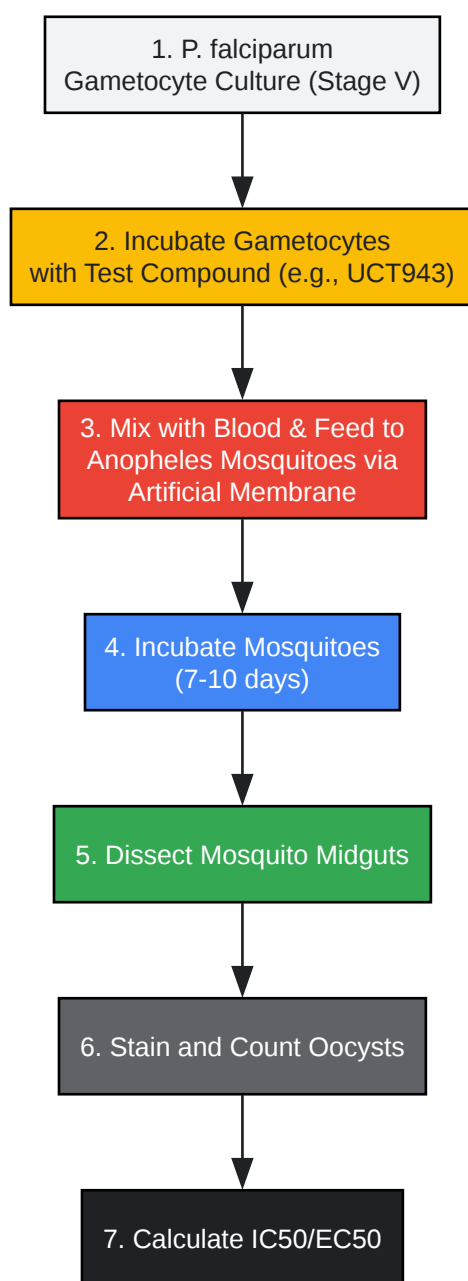 1. P. falciparum
Gametocyte Culture (Stage V)
2. Incubate Gametocytes
with Test Compound (e.g., UCT943)
3. Mix with Blood & Feed to
Anopheles Mosquitoes via
Artificial Membrane
4. Incubate Mosquitoes
(7-10 days)
5. Dissect Mosquito Midguts
6. Stain and Count Oocysts
7. Calculate IC50/EC50